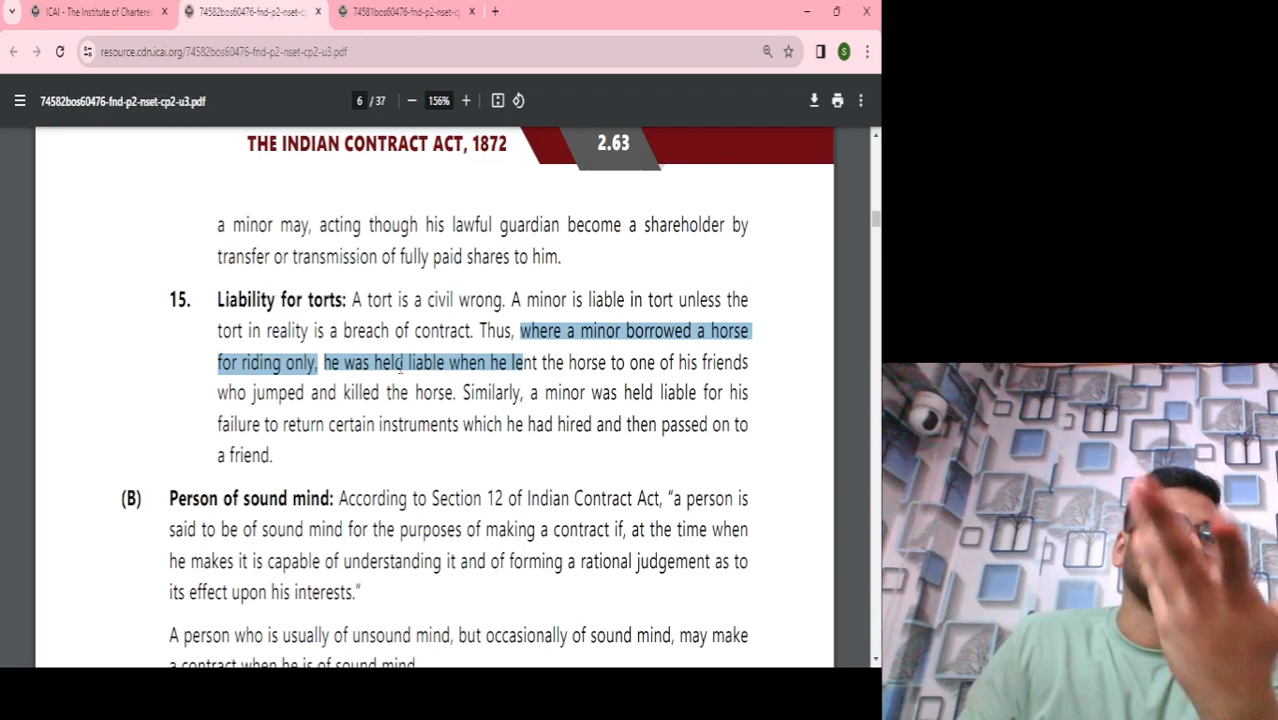 ICAI - The Institute of Charterec
74582bos60476-fnd-p2-nset-cp
74581bos60476-fnd-p2-nset-cp
resource.cdn.icai.org/74582bos60476-fnd-p2-nset-cp2-u3.pdf
S
74582bos60476-fnd-p2-nset-cp2-u3.pdf
6 / 37
156%
THE INDIAN CONTRACT ACT, 1872
2.63
a minor may, acting though his lawful guardian become a shareholder by
transfer or transmission of fully paid shares to him.
15. Liability for torts: A tort is a civil wrong. A minor is liable in tort unless the
tort in reality is a breach of contract. Thus, where a minor borrowed a horse
for riding only, he was held liable when he lent the horse to one of his friends
who jumped and killed the horse. Similarly, a minor was held liable for his
failure to return certain instruments which he had hired and then passed on to
a friend.
(B) Person of sound mind: According to Section 12 of Indian Contract Act, “a person is
said to be of sound mind for the purposes of making a contract if, at the time when
he makes it is capable of understanding it and of forming a rational judgement as to
its effect upon his interests.”
A person who is usually of unsound mind, but occasionally of sound mind, may make
a contract when he is of sound mind.